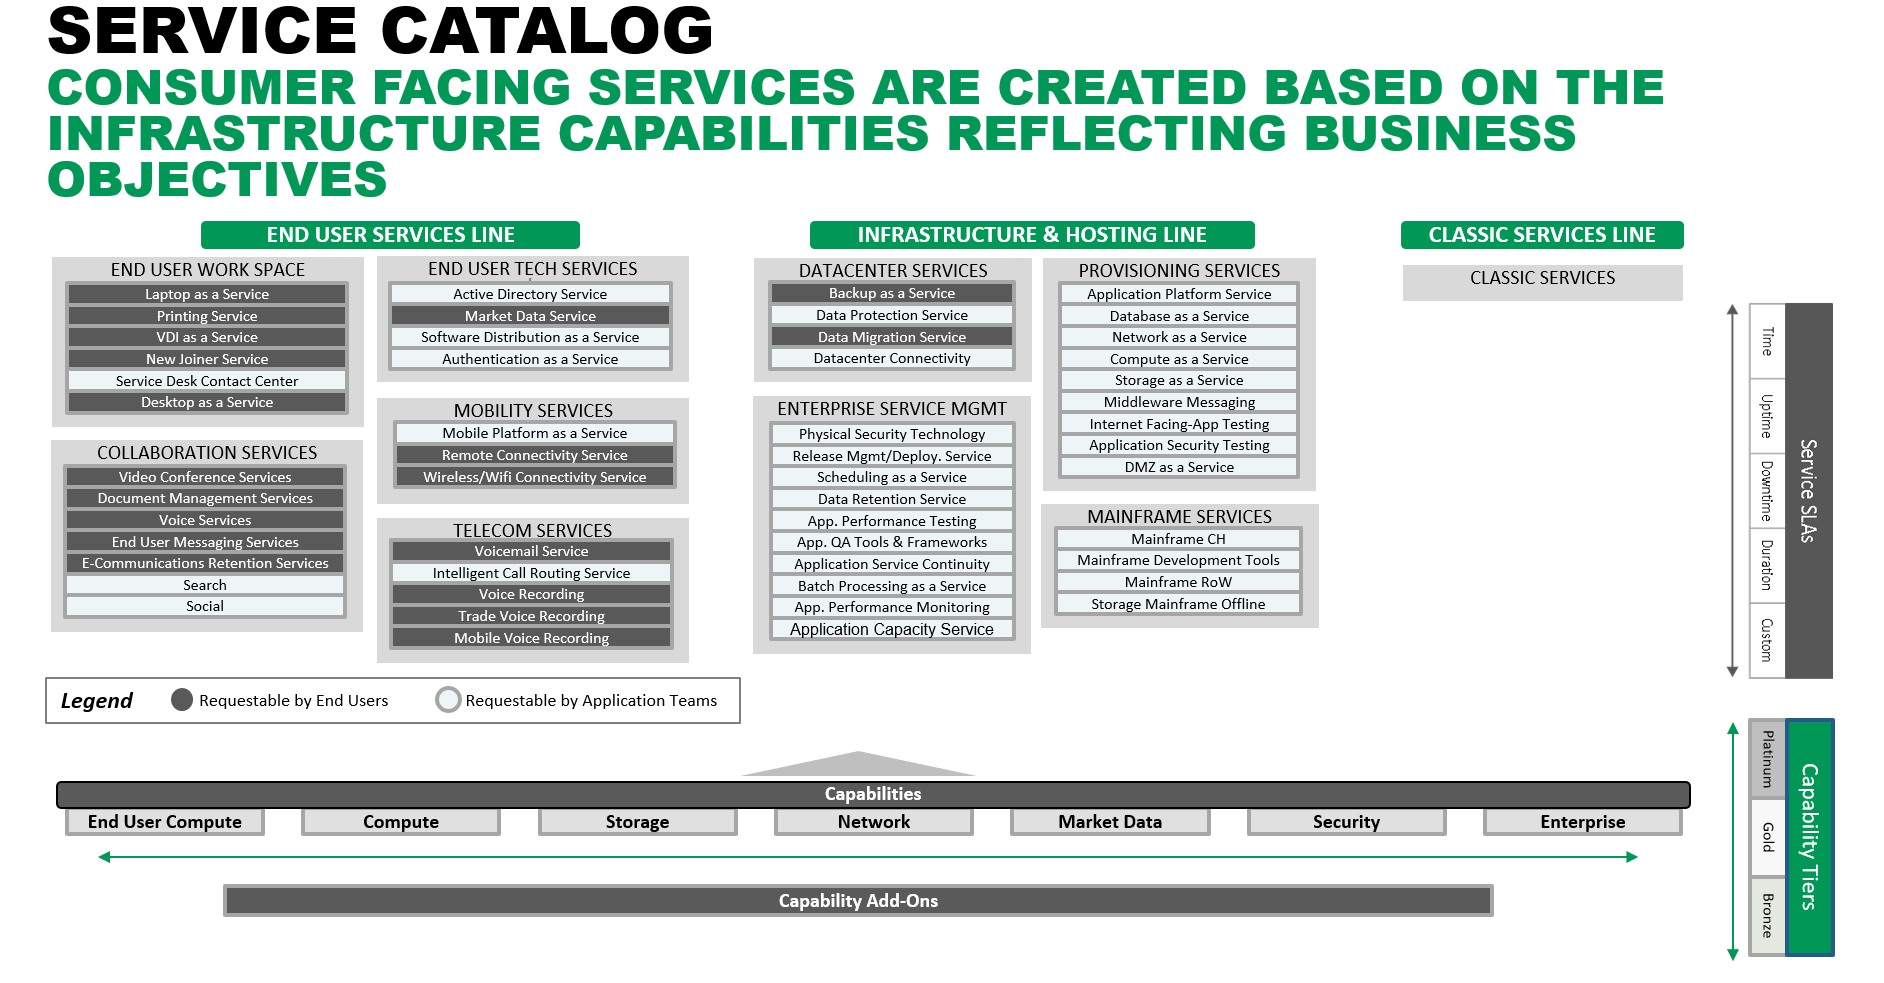 SERVICE CATALOG
CONSUMER FACING SERVICES ARE CREATED BASED ON THE
INFRASTRUCTURE CAPABILITIES REFLECTING BUSINESS
OBJECTIVES
END USER SERVICES LINE
END USER WORK SPACE
Laptop as a Service
Printing Service
VDI as a Service
New Joiner Service
Service Desk Contact Center
Desktop as a Service
COLLABORATION SERVICES
Video Conference Services
Document Management Services
Voice Services
End User Messaging Services
E-Communications Retention Services
Search
Social
END USER TECH SERVICES
Active Directory Service
Market Data Service
Software Distribution as a Service
Authentication as a Service
MOBILITY SERVICES
Mobile Platform as a Service
Remote Connectivity Service
Wireless/Wifi Connectivity Service
TELECOM SERVICES
Voicemail Service
Intelligent Call Routing Service
Voice Recording
Trade Voice Recording
Mobile Voice Recording
INFRASTRUCTURE & HOSTING LINE
DATACENTER SERVICES
Backup as a Service
Data Protection Service
Data Migration Service
Datacenter Connectivity
ENTERPRISE SERVICE MGMT
Physical Security Technology
Release Mgmt/Deploy. Service
Scheduling as a Service
Data Retention Service
App. Performance Testing
App. QA Tools & Frameworks
Application Service Continuity
Batch Processing as a Service
App. Performance Monitoring
Application Capacity Service
PROVISIONING SERVICES
Application Platform Service
Database as a Service
Network as a Service
Compute as a Service
Storage as a Service
Middleware Messaging
Internet Facing-App Testing
Application Security Testing
DMZ as a Service
MAINFRAME SERVICES
Mainframe CH
Mainframe Development Tools
Mainframe RoW
Storage Mainframe Offline
CLASSIC SERVICES LINE
CLASSIC SERVICES
Time
Uptime
Downtime
Duration
Custom
Service SLAs
Legend
Requestable by End Users
Requestable by Application Teams
Capabilities
End User Compute
Compute
Storage
Network
Market Data
Security
Enterprise
Capability Add-Ons
Platinum
Gold
Bronze
Capability Tiers